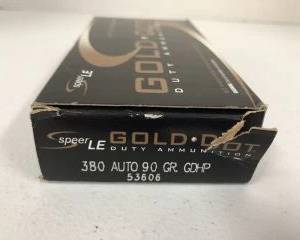 speer LE
GOLD DOT
DUTY AMMUNITION
speer LE GOLD DOT
DUTY AMMUNITION
380 AUTO 90 GR. GDHP
53606